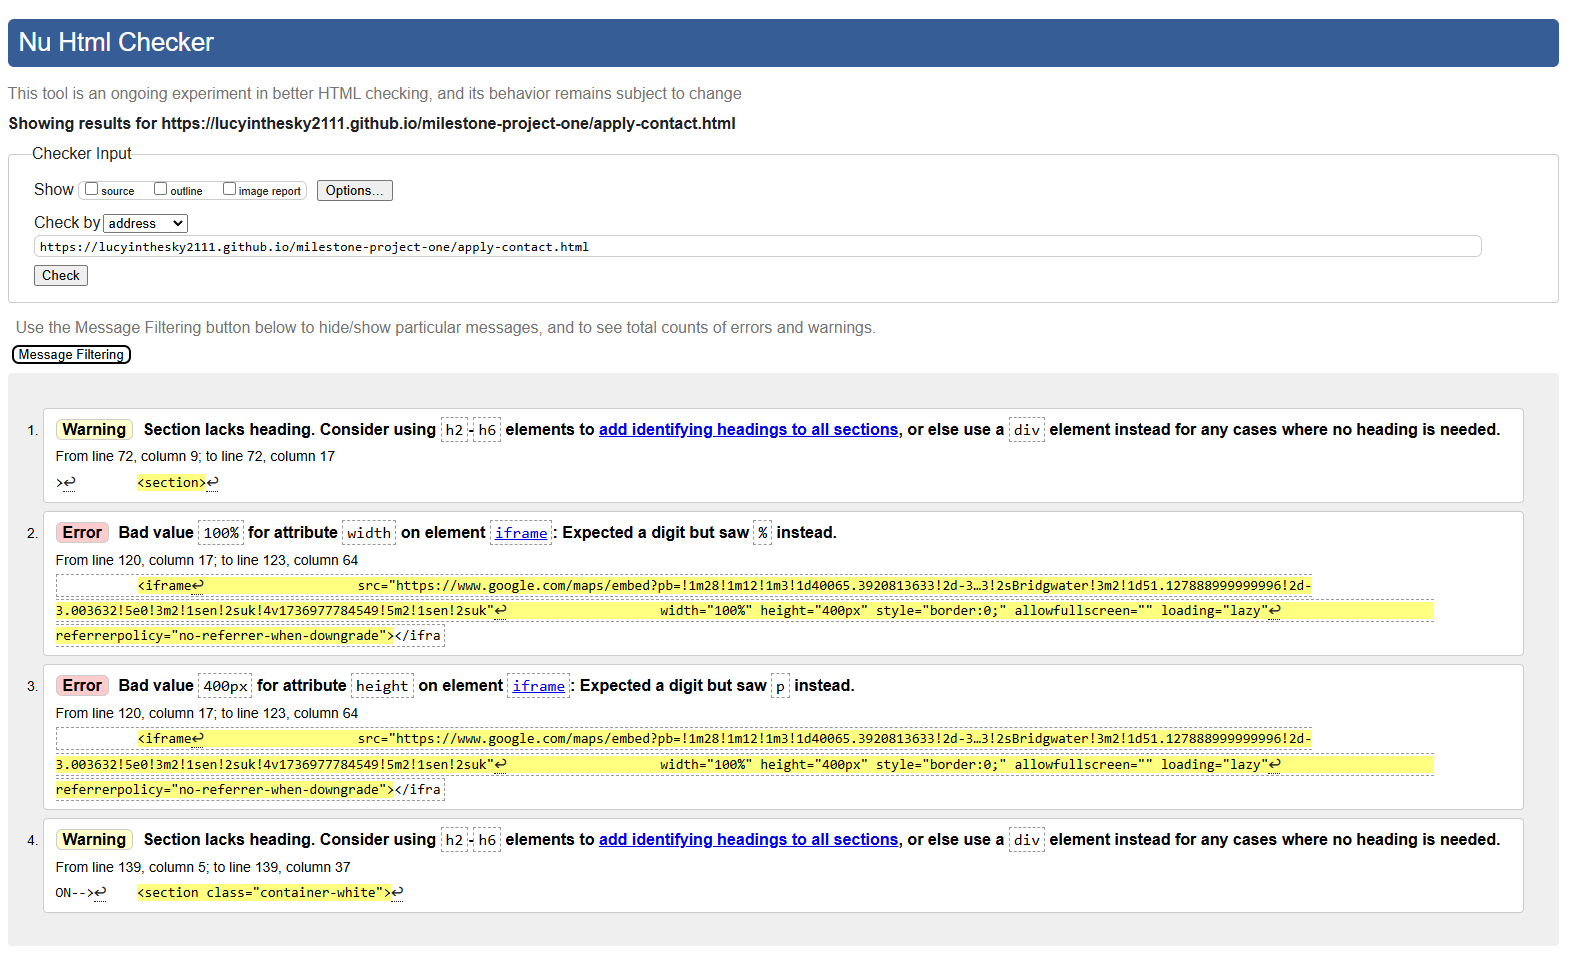 Nu Html Checker
This tool is an ongoing experiment in better HTML checking, and its behavior remains subject to change
Showing results for https://lucyinthesky2111.github.io/milestone-project-one/apply-contact.html
Checker Input
Show source outline image report Options...
Check by address
https://lucyinthesky2111.github.io/milestone-project-one/apply-contact.html
Check
Use the Message Filtering button below to hide/show particular messages, and to see total counts of errors and warnings.
Message Filtering
1. Warning Section lacks heading. Consider using h2-h6 elements to add identifying headings to all sections, or else use a div element instead for any cases where no heading is needed.
From line 72, column 9; to line 72, column 17
>↩ <section>↩
2. Error Bad value 100% for attribute width on element iframe: Expected a digit but saw % instead.
From line 120, column 17; to line 123, column 64
<iframe↩ src="https://www.google.com/maps/embed?pb=!1m28!1m12!1m3!1d40065.3920813633!2d-3…3!2sBridgwater!3m2!1d51.127888999999996!2d-
3.003632!5e0!3m2!1sen!2suk!4v1736977784549!5m2!1sen!2suk"↩ width="100%" height="400px" style="border:0;" allowfullscreen="" loading="lazy"↩
referrerpolicy="no-referrer-when-downgrade"></ifra
3. Error Bad value 400px for attribute height on element iframe: Expected a digit but saw p instead.
From line 120, column 17; to line 123, column 64
<iframe↩ src="https://www.google.com/maps/embed?pb=!1m28!1m12!1m3!1d40065.3920813633!2d-3…3!2sBridgwater!3m2!1d51.127888999999996!2d-
3.003632!5e0!3m2!1sen!2suk!4v1736977784549!5m2!1sen!2suk"↩ width="100%" height="400px" style="border:0;" allowfullscreen="" loading="lazy"↩
referrerpolicy="no-referrer-when-downgrade"></ifra
4. Warning Section lacks heading. Consider using h2-h6 elements to add identifying headings to all sections, or else use a div element instead for any cases where no heading is needed.
From line 139, column 5; to line 139, column 37
ON-->↩ <section class="container-white">↩